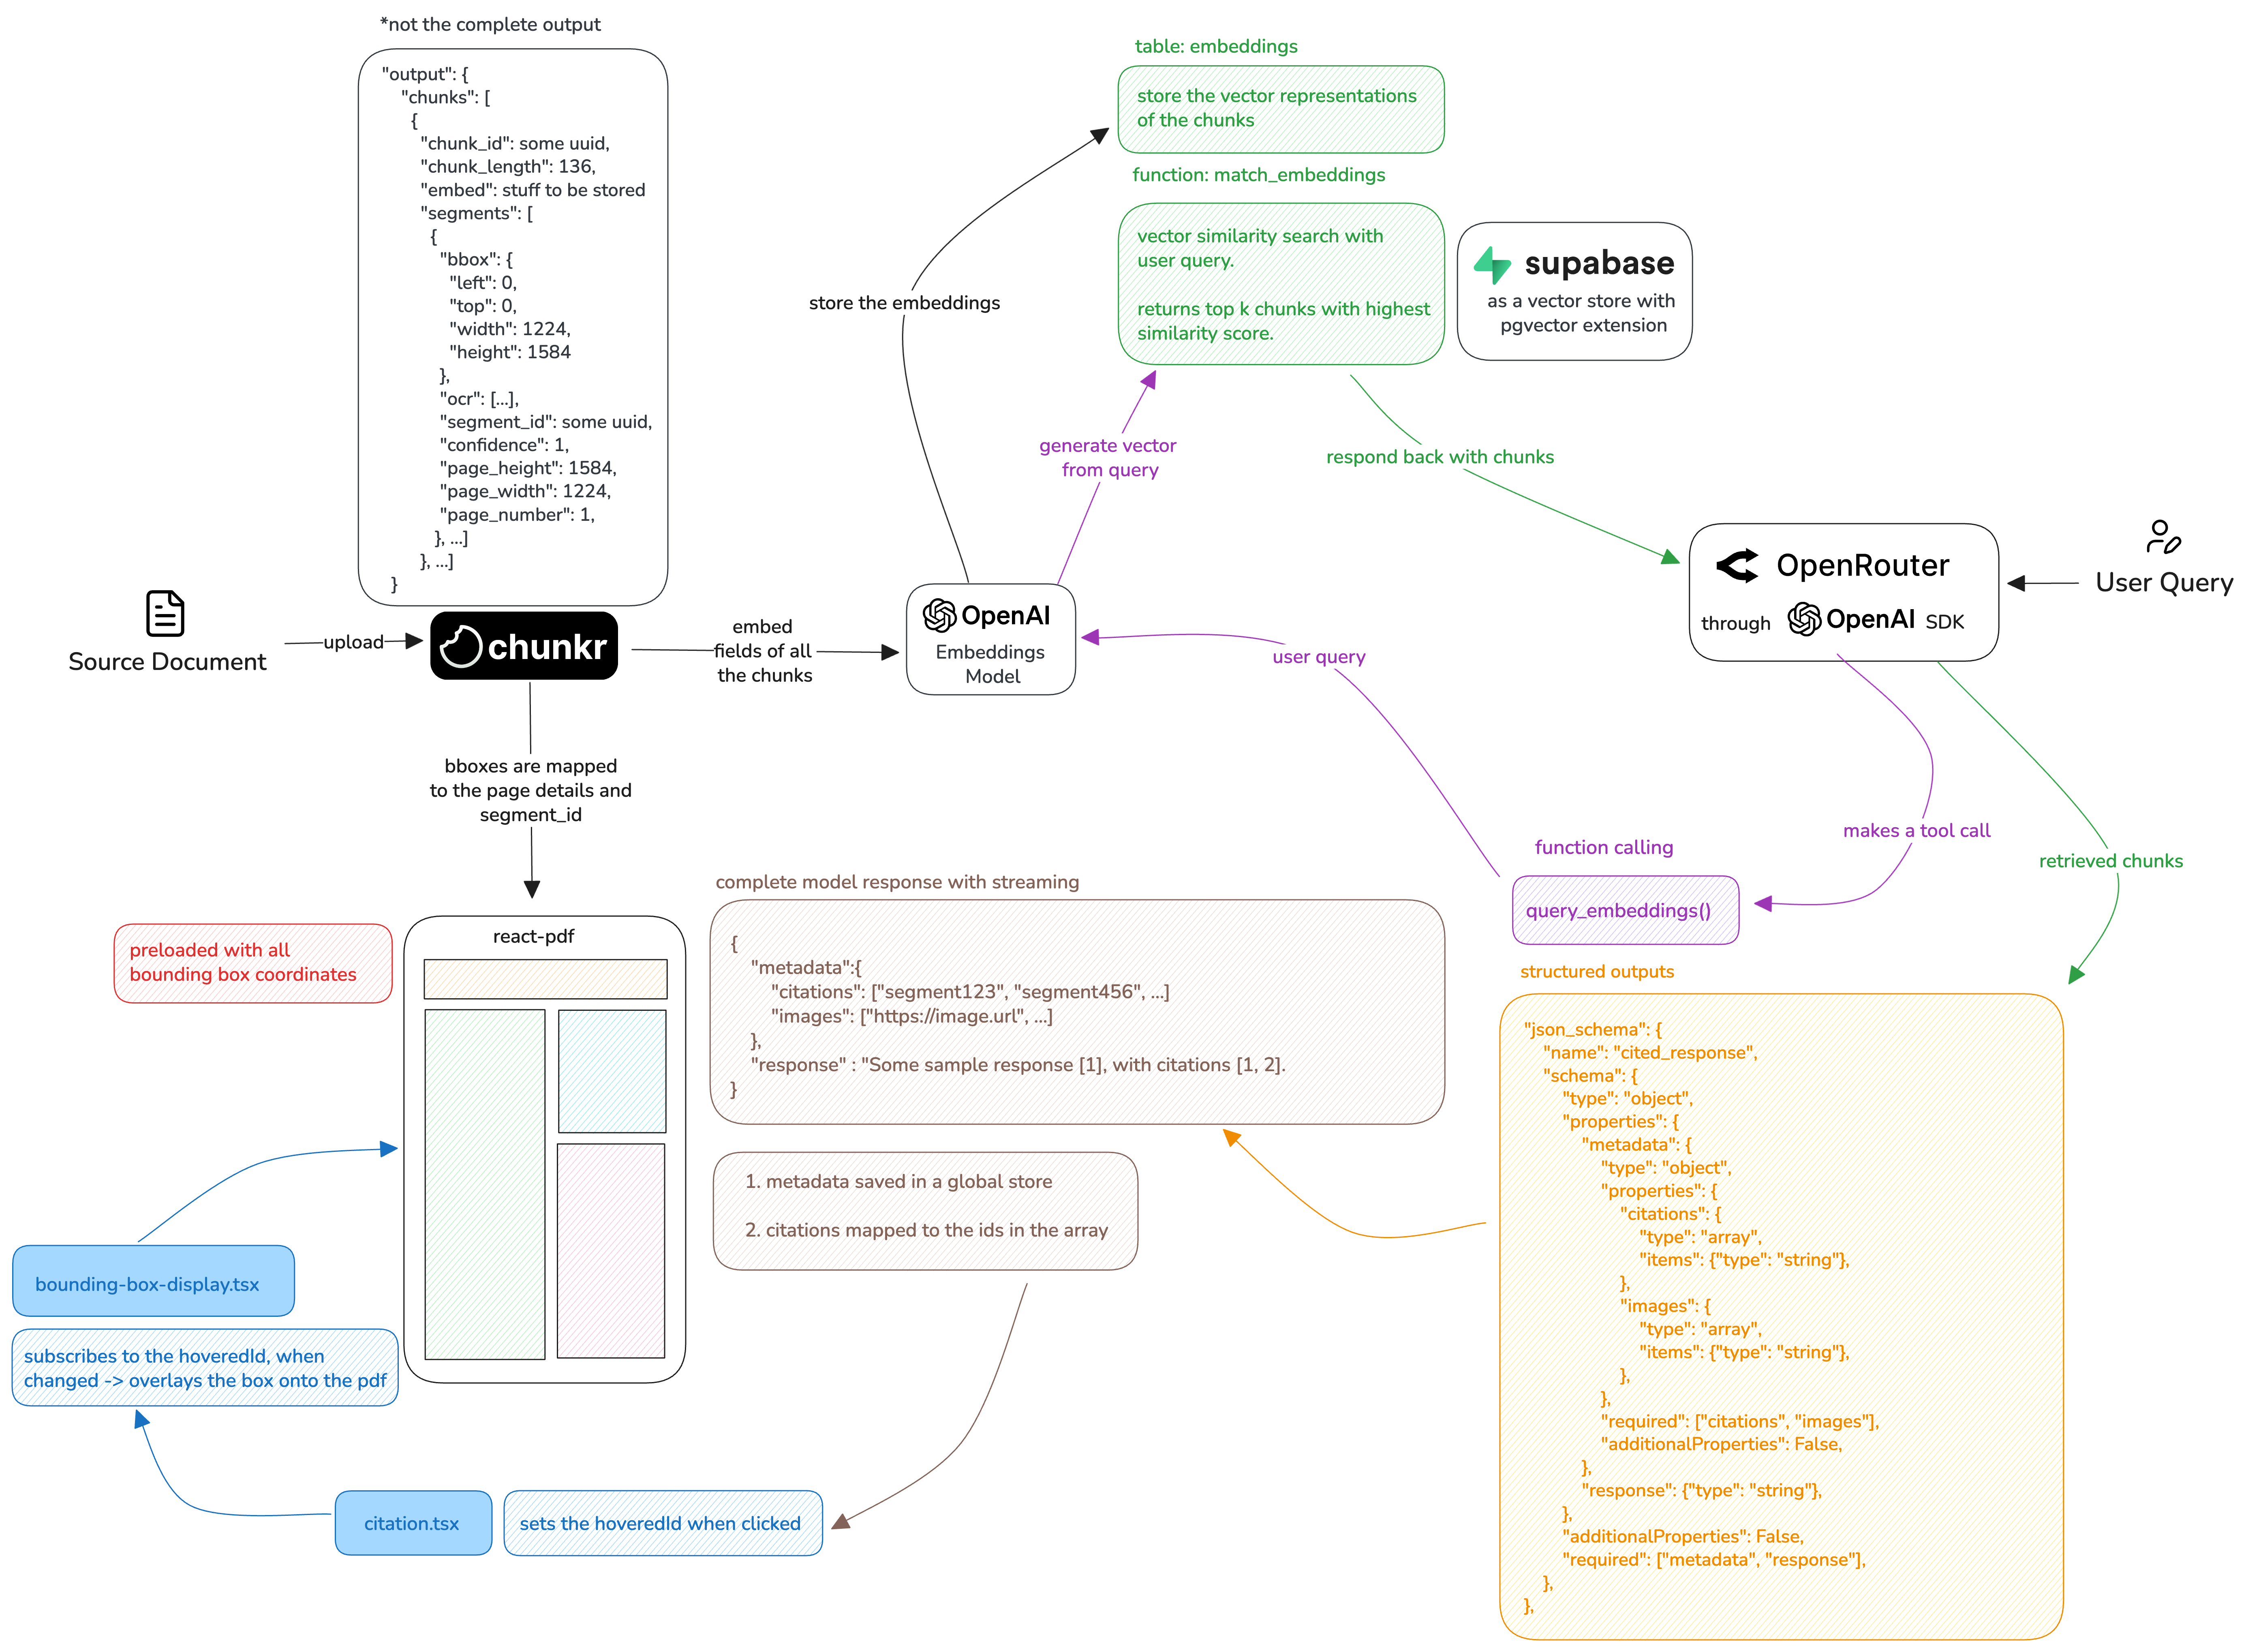 *not the complete output
"output": {
"chunks": [
{
"chunk_id": some uuid,
"chunk_length": 136,
"embed": stuff to be stored
"segments": [
{
"bbox": {
"left": 0,
"top": 0,
"width": 1224,
"height": 1584
},
"ocr": [...],
"segment_id": some uuid,
"confidence": 1,
"page_height": 1584,
"page_width": 1224,
"page_number": 1,
}, ...]
}, ...]
}
Source Document
upload
chunkr
embed
fields of all
the chunks
OpenAI
Embeddings
Model
store the embeddings
table: embeddings
store the vector representations
of the chunks
function: match_embeddings
vector similarity search with
user query.
returns top k chunks with highest
similarity score.
supabase
as a vector store with
pgvector extension
generate vector
from query
respond back with chunks
OpenRouter
through OpenAI SDK
User Query
user query
makes a tool call
retrieved chunks
function calling
query_embeddings()
structured outputs
"json_schema": {
"name": "cited_response",
"schema": {
"type": "object",
"properties": {
"metadata": {
"type": "object",
"properties": {
"citations": {
"type": "array",
"items": {"type": "string"},
},
"images": {
"type": "array",
"items": {"type": "string"},
},
},
"required": ["citations", "images"],
"additionalProperties": False,
},
"response": {"type": "string"},
},
"additionalProperties": False,
"required": ["metadata", "response"],
},
},
bboxes are mapped
to the page details and
segment_id
react-pdf
preloaded with all
bounding box coordinates
complete model response with streaming
{
"metadata":{
"citations": ["segment123", "segment456", ...]
"images": ["https://image.url", ...]
},
"response" : "Some sample response [1], with citations [1, 2].
}
1. metadata saved in a global store
2. citations mapped to the ids in the array
bounding-box-display.tsx
subscribes to the hoveredId, when
changed -> overlays the box onto the pdf
citation.tsx
sets the hoveredId when clicked